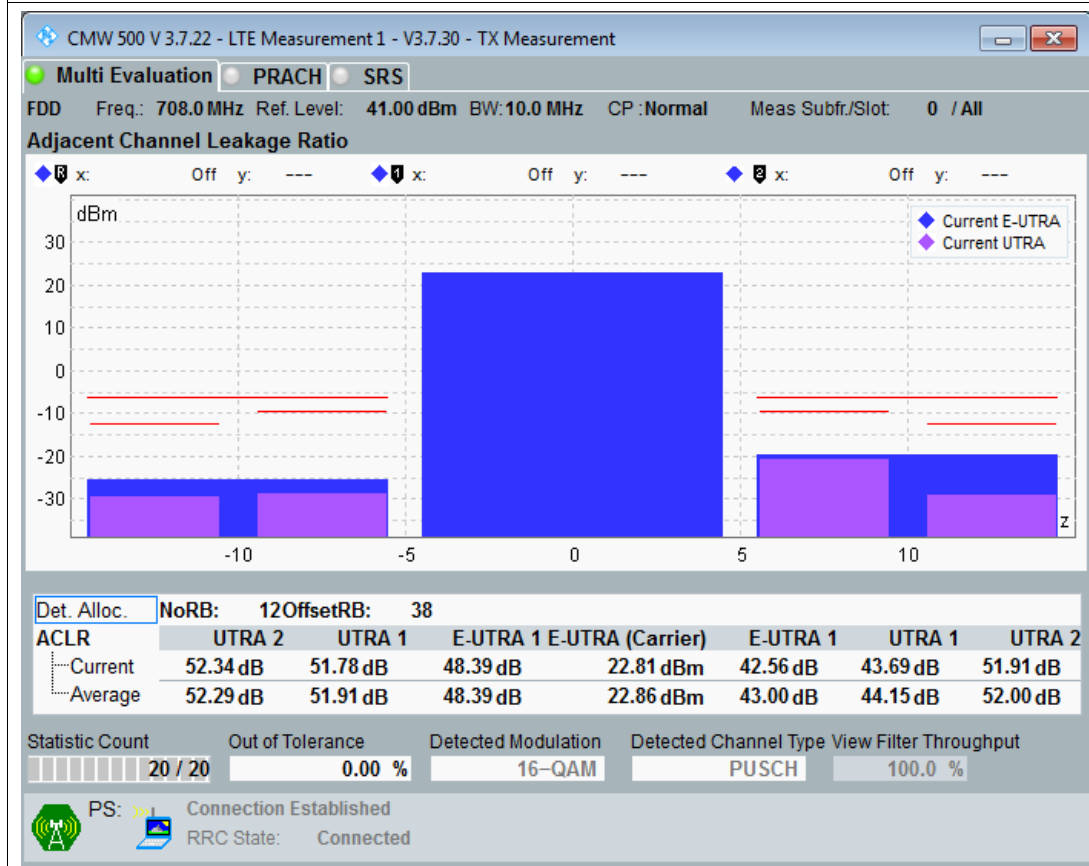 CMW 500 V 3.7.22 - LTE Measurement 1 - V3.7.30 - TX Measurement
Multi Evaluation PRACH SRS
FDD Freq.: 708.0 MHz Ref. Level: 41.00 dBm BW: 10.0 MHz CP : Normal Meas Subfr./Slot: 0 / All
Adjacent Channel Leakage Ratio
R x: Off y: --- 1 x: Off y: --- 2 x: Off y: ---
dBm
Current E-UTRA
Current UTRA
30
20
10
0
-10
-20
-30
z
-10 -5 0 5 10
Det. Alloc. NoRB: 12 OffsetRB: 38
ACLR UTRA 2 UTRA 1 E-UTRA 1 E-UTRA (Carrier) E-UTRA 1 UTRA 1 UTRA 2
Current 52.34 dB 51.78 dB 48.39 dB 22.81 dBm 42.56 dB 43.69 dB 51.91 dB
Average 52.29 dB 51.91 dB 48.39 dB 22.86 dBm 43.00 dB 44.15 dB 52.00 dB
Statistic Count Out of Tolerance Detected Modulation Detected Channel Type View Filter Throughput
20 / 20 0.00 % 16-QAM PUSCH 100.0 %
PS: Connection Established
RRC State: Connected